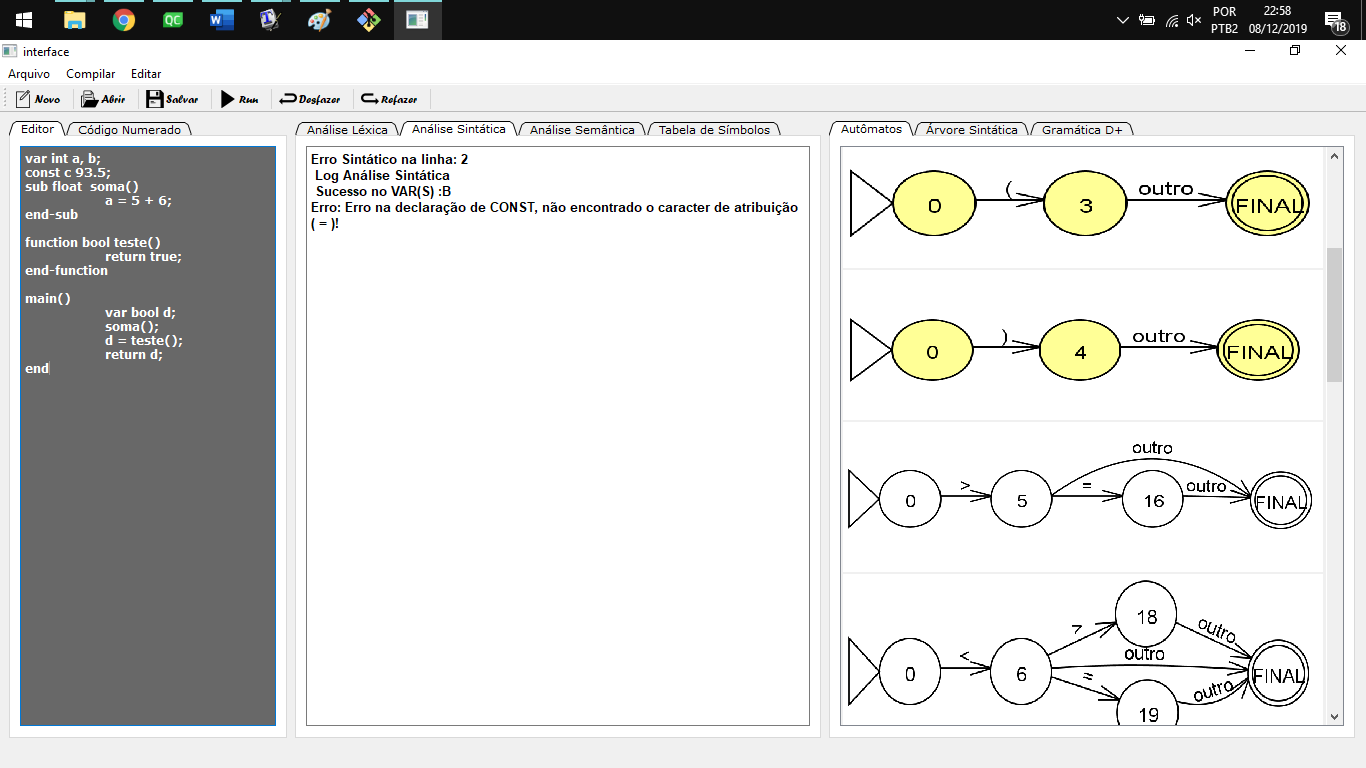 POR
PTB2
22:58
08/12/2019
18
QC
W
interface
Arquivo Compilar Editar
Novo Abrir Salvar Run Desfazer Refazer
Editor Código Numerado
var int a, b;
const c 93.5;
sub float soma()
a = 5 + 6;
end-sub
function bool teste()
return true;
end-function
main()
var bool d;
soma();
d = teste();
return d;
end
Análise Léxica Análise Sintática Análise Semântica Tabela de Símbolos
Erro Sintático na linha: 2
Log Análise Sintática
Sucesso no VAR(S) :B
Erro: Erro na declaração de CONST, não encontrado o caracter de atribuição
( = )!
Autômatos Árvore Sintática Gramática D+
0 ( 3 outro FINAL
0 ) 4 outro FINAL
outro
0 > 5 = 16 outro FINAL
18
> outro
0 < 6 outro FINAL
= outro
19